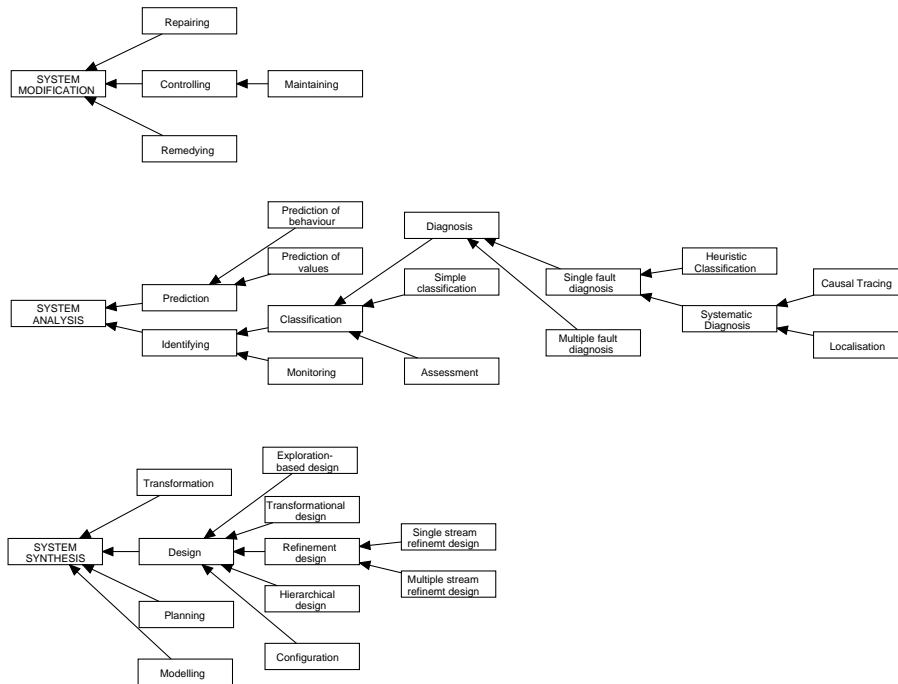 Repairing
SYSTEM
MODIFICATION
Controlling
Maintaining
Remedying
Prediction of
behaviour
Diagnosis
Prediction of
values
Heuristic
Classification
Simple
classification
Single fault
diagnosis
Causal Tracing
Prediction
SYSTEM
ANALYSIS
Classification
Systematic
Diagnosis
Identifying
Multiple fault
diagnosis
Localisation
Monitoring
Assessment
Exploration-
based design
Transformation
Transformational
design
Single stream
refinemt design
SYSTEM
SYNTHESIS
Design
Refinement
design
Multiple stream
refinemt design
Hierarchical
design
Planning
Configuration
Modelling